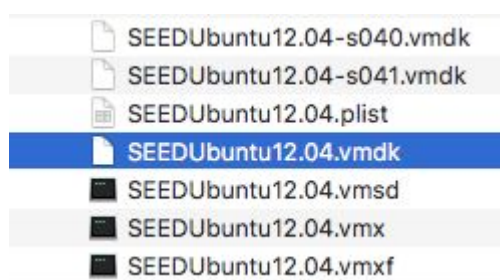 SEEDUbuntu12.04-s040.vmdk
SEEDUbuntu12.04-s041.vmdk
SEEDUbuntu12.04.plist
SEEDUbuntu12.04.vmdk
SEEDUbuntu12.04.vmsd
SEEDUbuntu12.04.vmx
SEEDUbuntu12.04.vmxf